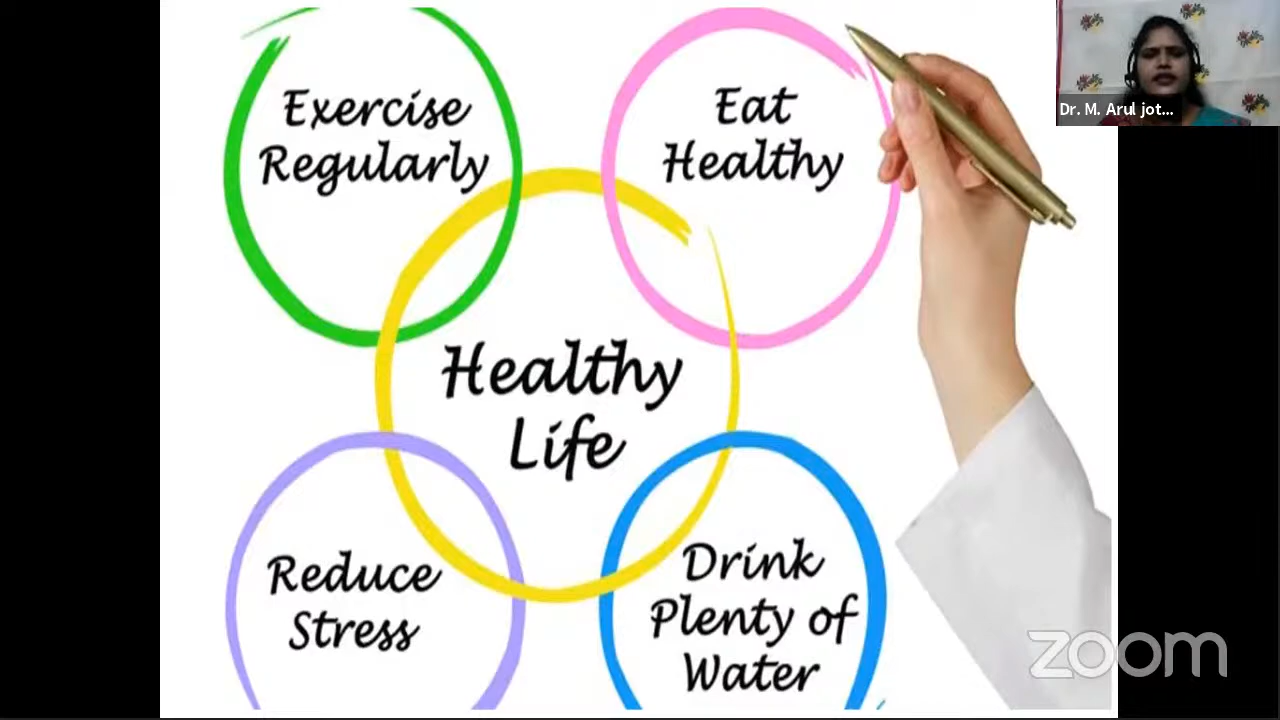 Exercise
Regularly
Eat
Healthy
Dr. M. Arul jot...
Healthy
Life
Reduce
Stress
Drink
Plenty of
Water
zoom